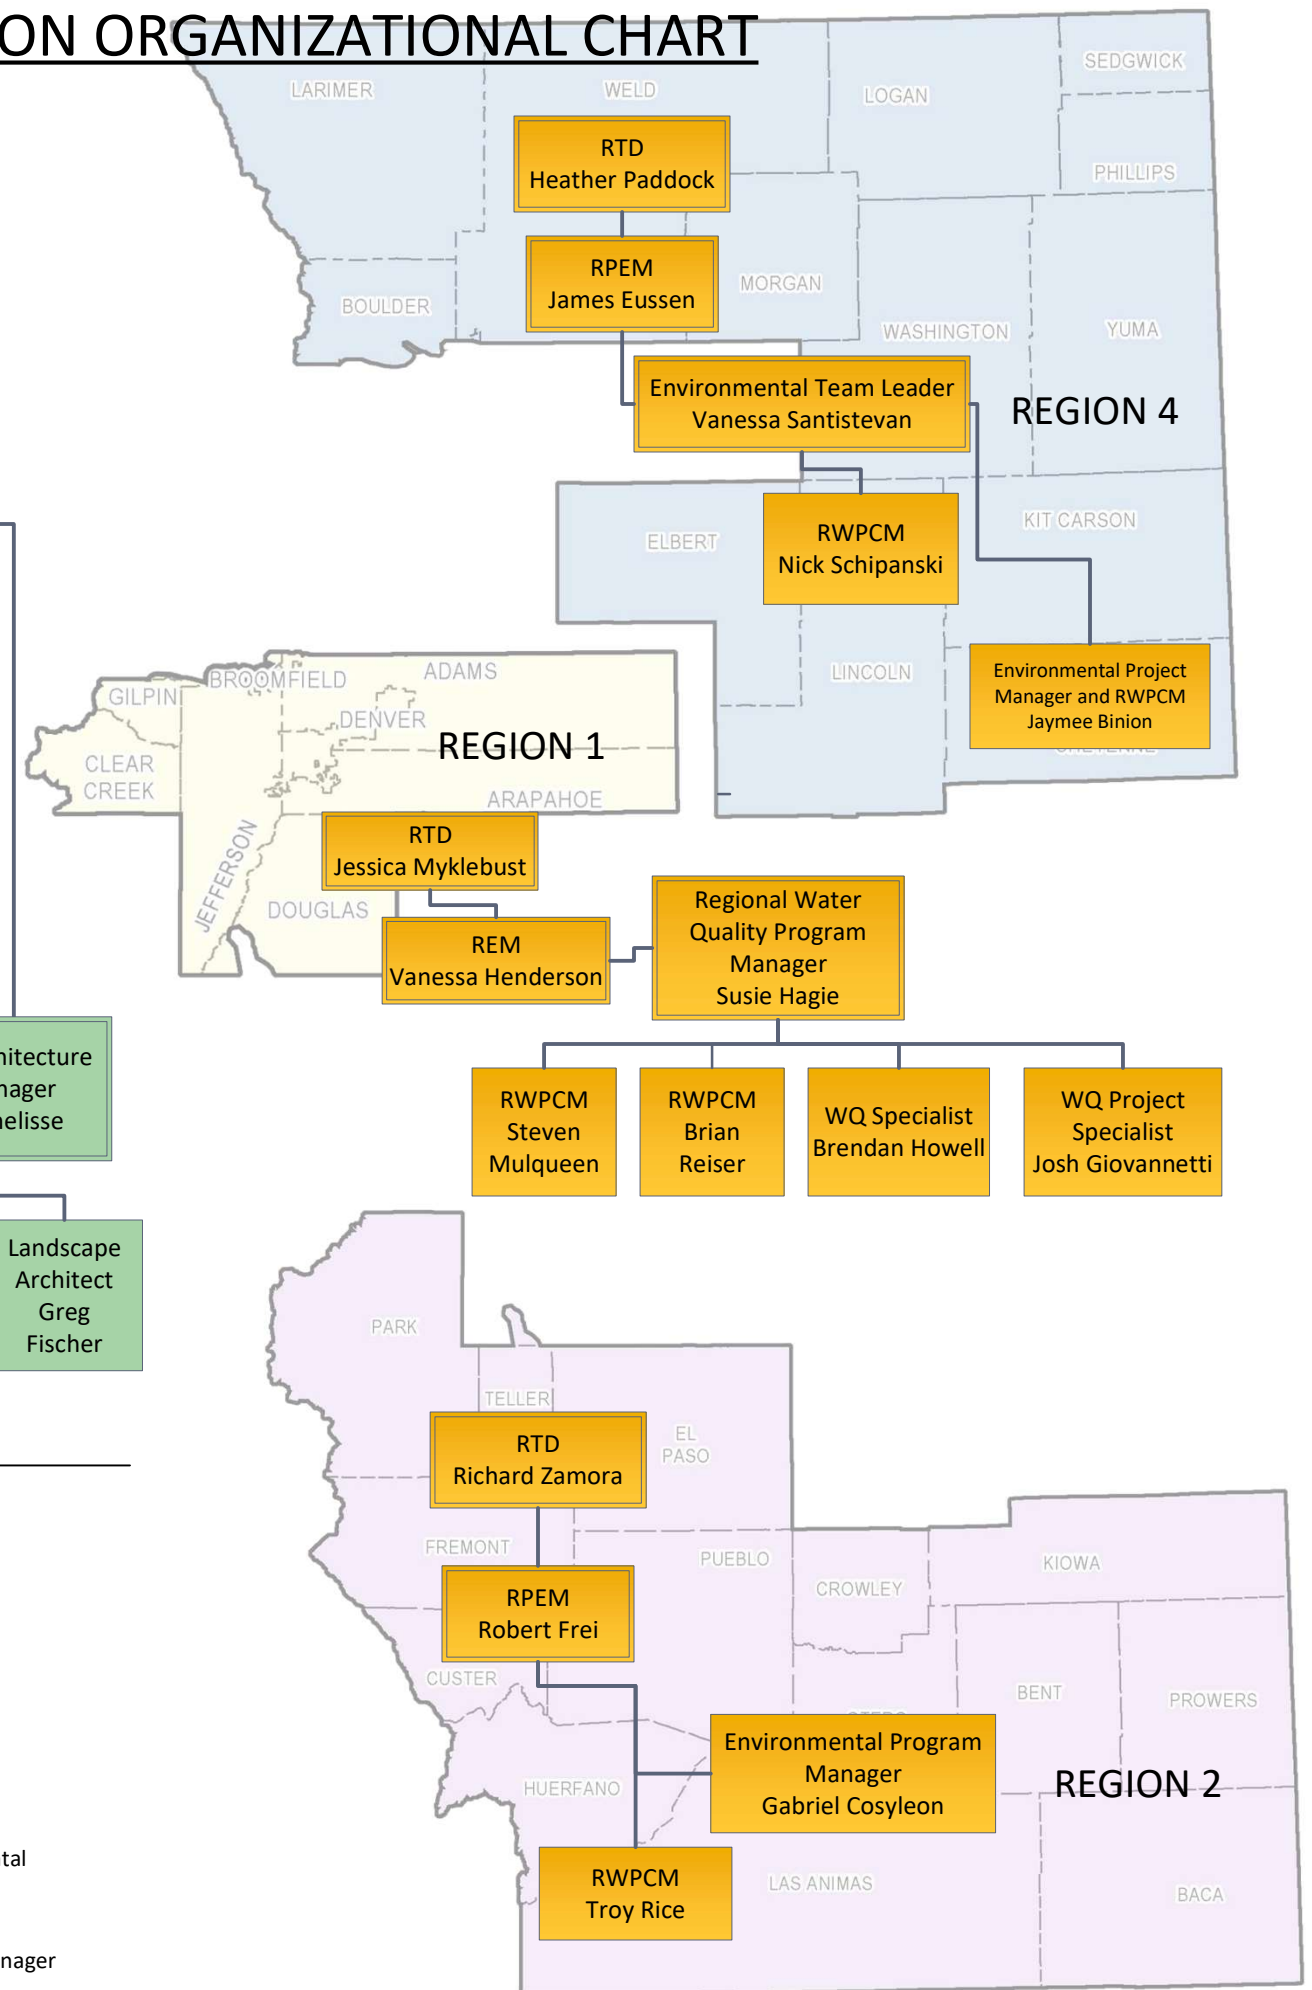 ON ORGANIZATIONAL CHART
LARIMER
WELD
LOGAN
SEDGWICK
PHILLIPS
RTD
Heather Paddock
RPEM
James Eussen
BOULDER
MORGAN
WASHINGTON
YUMA
Environmental Team Leader
Vanessa Santistevan
REGION 4
ELBERT
RWPCM
Nick Schipanski
KIT CARSON
LINCOLN
Environmental Project
Manager and RWPCM
Jaymee Binion
CHEYENNE
GILPIN
BROOMFIELD
ADAMS
DENVER
REGION 1
CLEAR
CREEK
ARAPAHOE
JEFFERSON
DOUGLAS
RTD
Jessica Myklebust
REM
Vanessa Henderson
Regional Water
Quality Program
Manager
Susie Hagie
RWPCM
Steven
Mulqueen
RWPCM
Brian
Reiser
WQ Specialist
Brendan Howell
WQ Project
Specialist
Josh Giovannetti
hitecture
nager
nelisse
Landscape
Architect
Greg
Fischer
PARK
TELLER
EL
PASO
RTD
Richard Zamora
FREMONT
PUEBLO
CROWLEY
KIOWA
RPEM
Robert Frei
CUSTER
BENT
PROWERS
Environmental Program
Manager
Gabriel Cosyleon
HUERFANO
REGION 2
RWPCM
Troy Rice
LAS ANIMAS
BACA
tal
nager